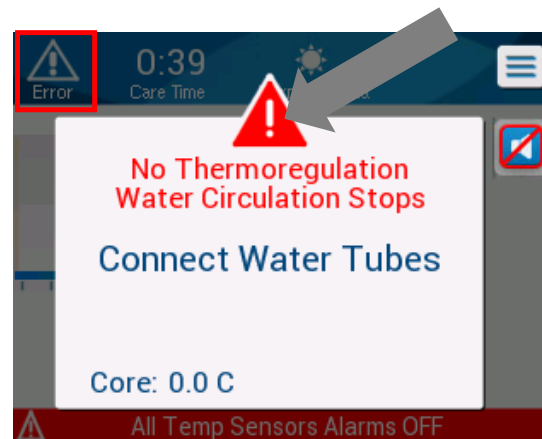 0:39
Error
Care Time
No Thermoregulation
Water Circulation Stops
Connect Water Tubes
Core: 0.0 C
All Temp Sensors Alarms OFF